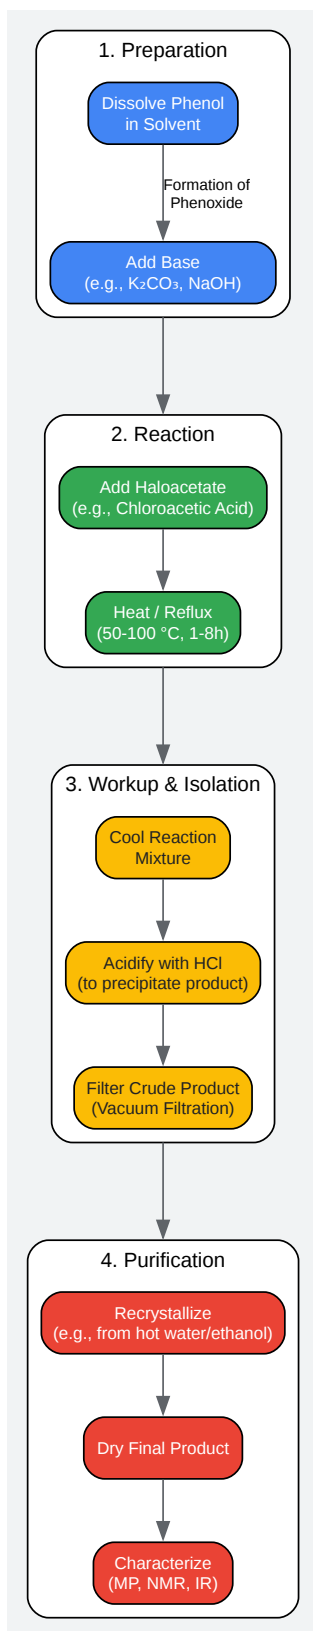 1. Preparation
Dissolve Phenol
in Solvent
Formation of
Phenoxide
Add Base
(e.g., K₂CO₃, NaOH)
2. Reaction
Add Haloacetate
(e.g., Chloroacetic Acid)
Heat / Reflux
(50-100 °C, 1-8h)
3. Workup & Isolation
Cool Reaction
Mixture
Acidify with HCl
(to precipitate product)
Filter Crude Product
(Vacuum Filtration)
4. Purification
Recrystallize
(e.g., from hot water/ethanol)
Dry Final Product
Characterize
(MP, NMR, IR)